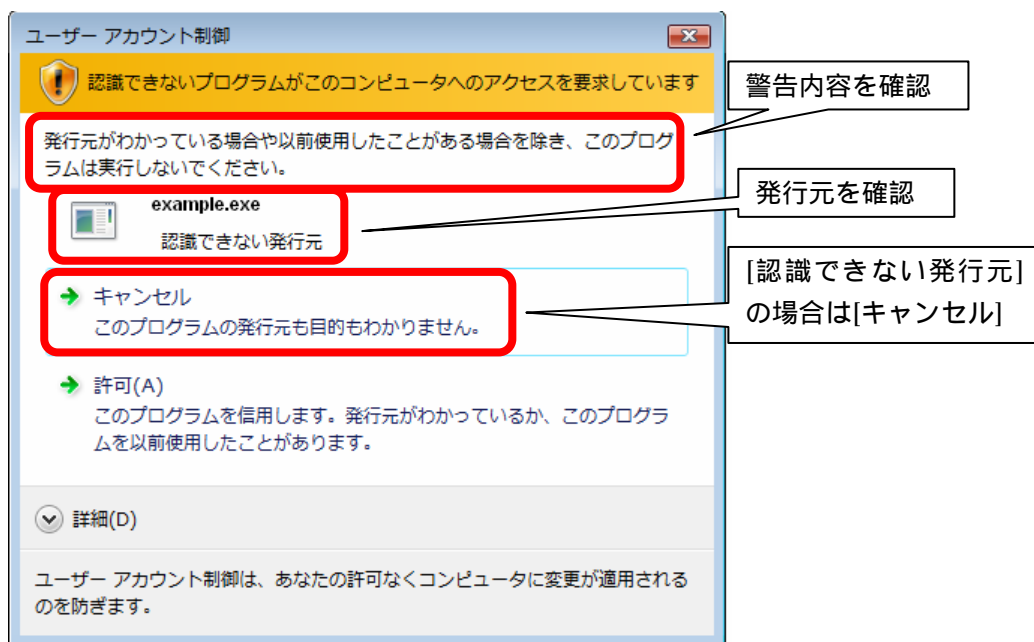 ユーザー アカウント制御
認識できないプログラムがこのコンピュータへのアクセスを要求しています
警告内容を確認
発行元がわかっている場合や以前使用したことがある場合を除き、このプログ
ラムは実行しないでください。
example.exe
認識できない発行元
発行元を確認
キャンセル
このプログラムの発行元も目的もわかりません。
[認識できない発行元]
の場合は[キャンセル]
許可(A)
このプログラムを信用します。発行元がわかっているか、このプログラ
ムを以前使用したことがあります。
詳細(D)
ユーザー アカウント制御は、あなたの許可なくコンピュータに変更が適用される
のを防ぎます。